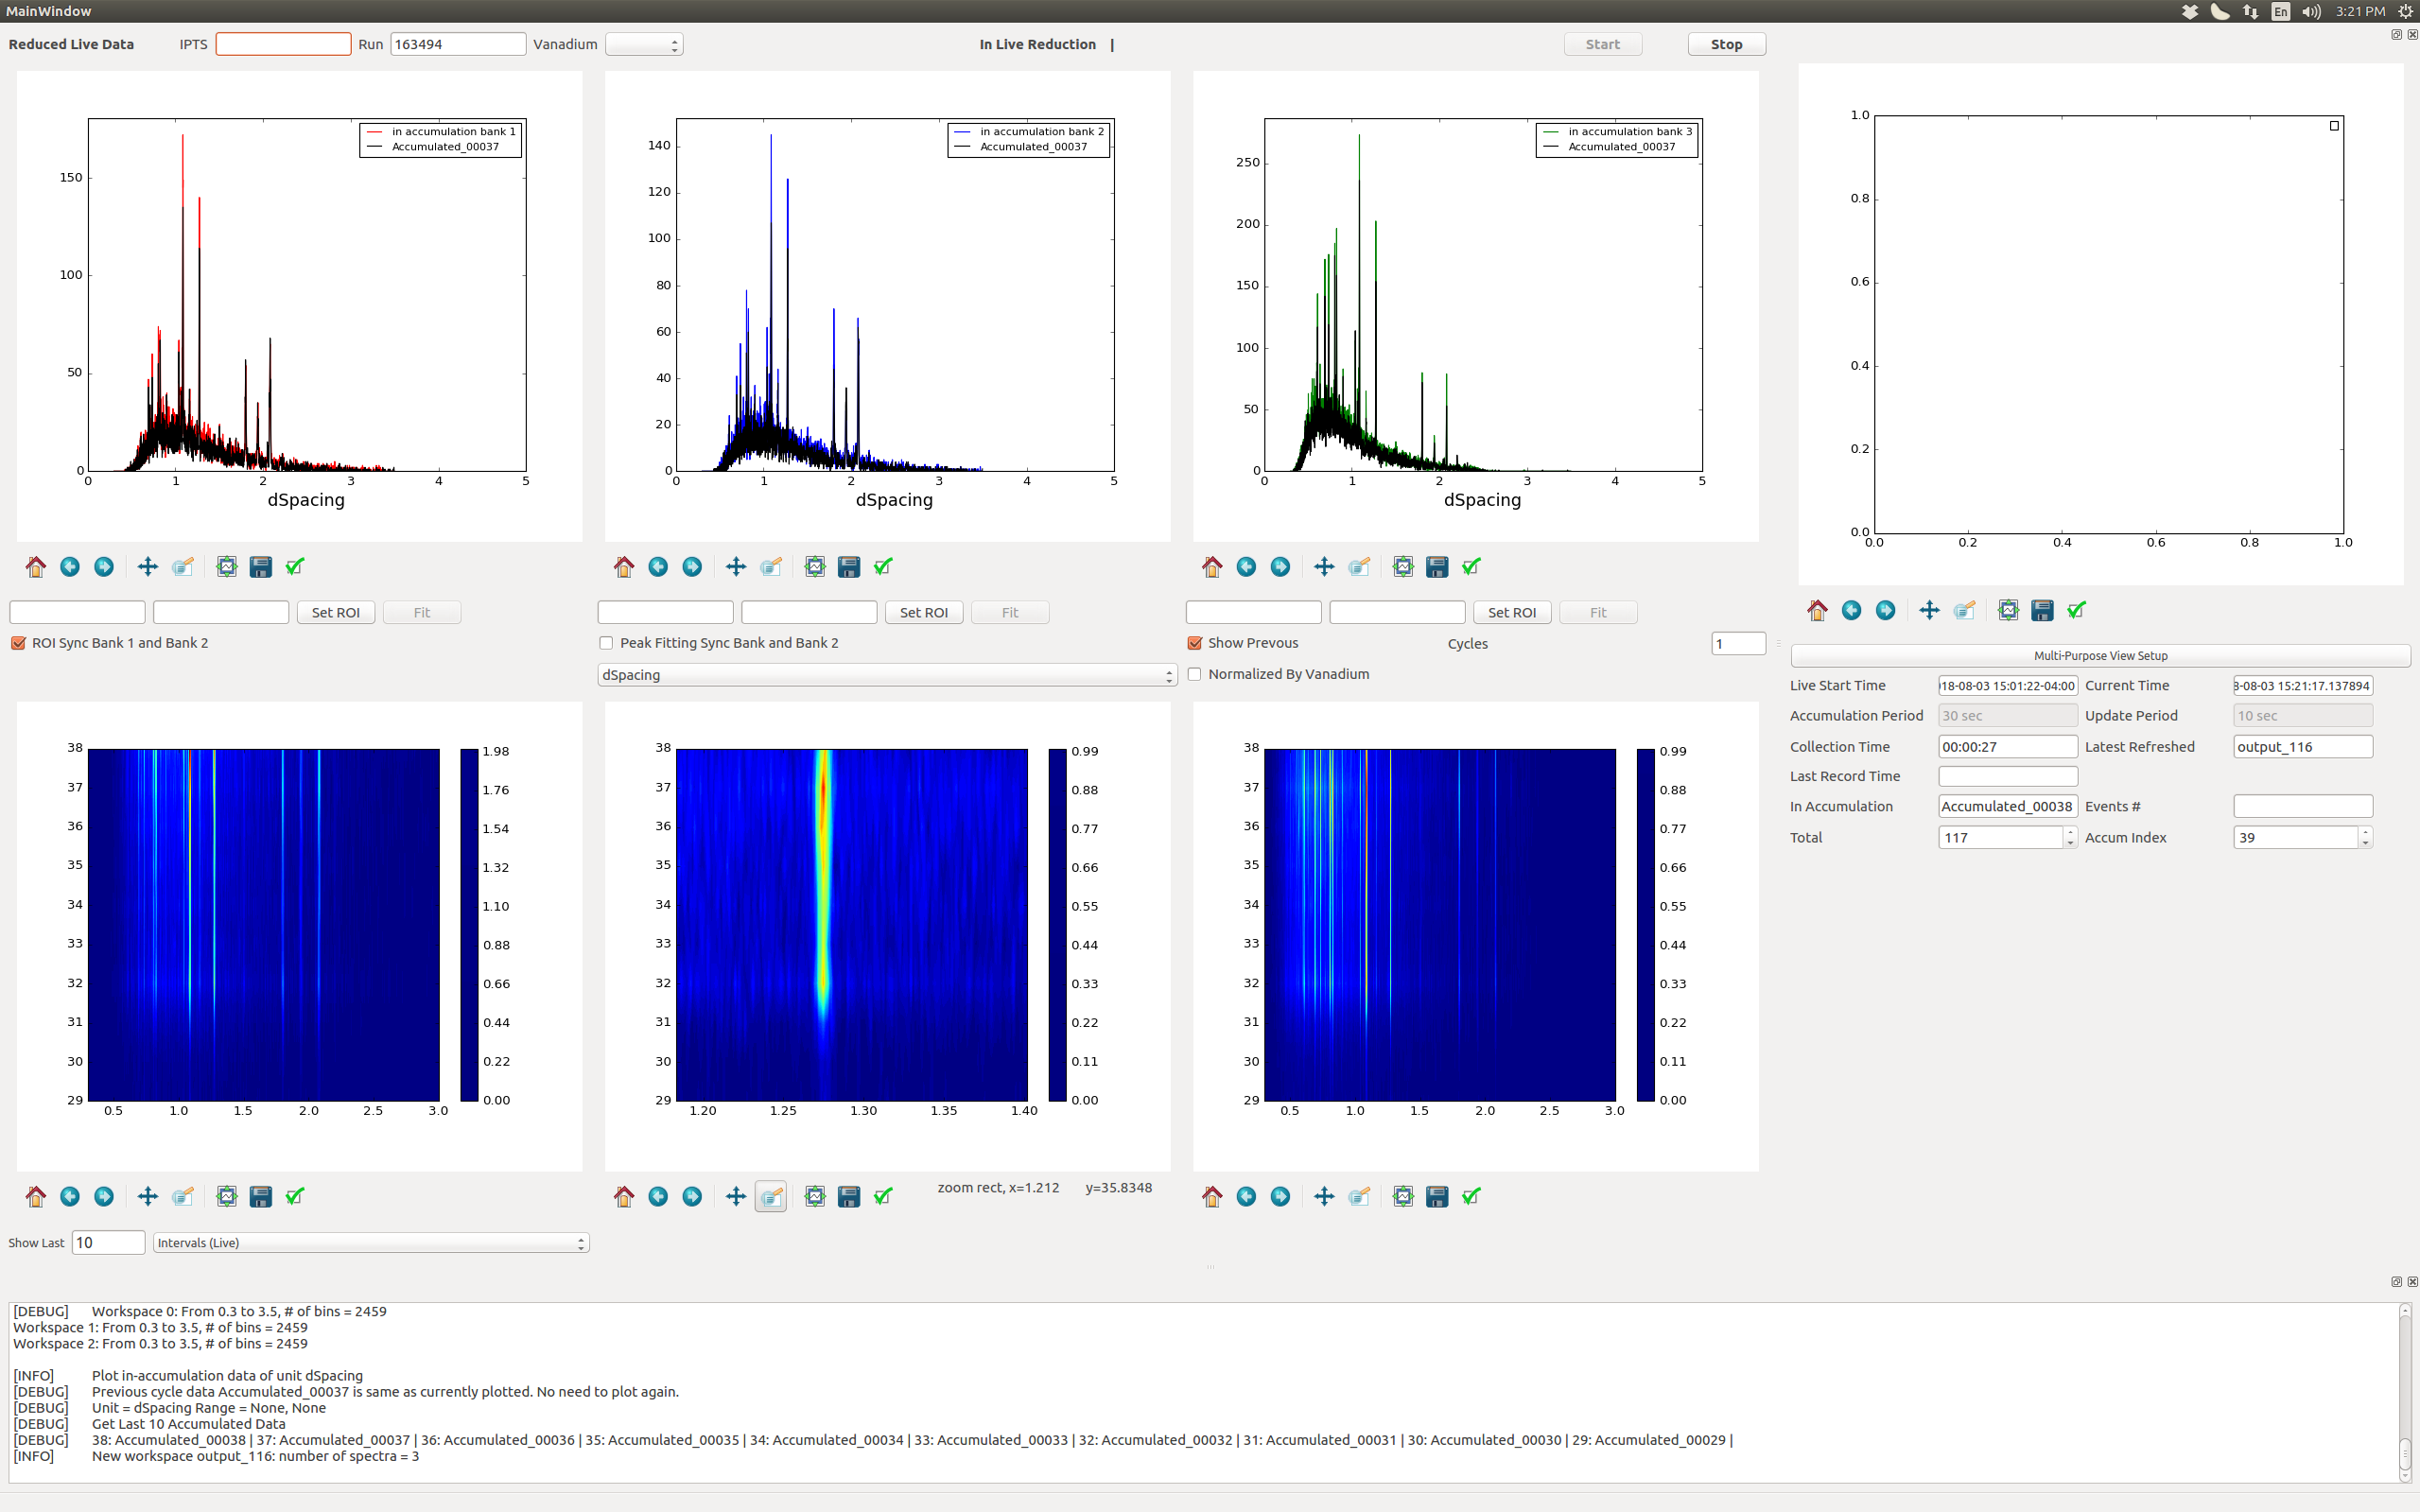 MainWindow
En 3:21 PM
Reduced Live Data IPTS Run 163494 Vanadium In Live Reduction | Start Stop
in accumulation bank 1
Accumulated_00037
150
100
50
0
0 1 2 3 4 5
dSpacing
in accumulation bank 2
Accumulated_00037
140
120
100
80
60
40
20
0
0 1 2 3 4 5
dSpacing
in accumulation bank 3
Accumulated_00037
250
200
150
100
50
0
0 1 2 3 4 5
dSpacing
1.0
0.8
0.6
0.4
0.2
0.0
0.0 0.2 0.4 0.6 0.8 1.0
Set ROI Fit Set ROI Fit Set ROI Fit
ROI Sync Bank 1 and Bank 2 Peak Fitting Sync Bank and Bank 2 Show Prevous Cycles 1
dSpacing Normalized By Vanadium
Multi-Purpose View Setup
Live Start Time 18-08-03 15:01:22-04:00 Current Time 8-08-03 15:21:17.137894
Accumulation Period 30 sec Update Period 10 sec
Collection Time 00:00:27 Latest Refreshed output_116
Last Record Time
In Accumulation Accumulated_00038 Events #
Total 117 Accum Index 39
38
37
36
35
34
33
32
31
30
29
0.5 1.0 1.5 2.0 2.5 3.0
1.98
1.76
1.54
1.32
1.10
0.88
0.66
0.44
0.22
0.00
38
37
36
35
34
33
32
31
30
29
1.20 1.25 1.30 1.35 1.40
0.99
0.88
0.77
0.66
0.55
0.44
0.33
0.22
0.11
0.00
38
37
36
35
34
33
32
31
30
29
0.5 1.0 1.5 2.0 2.5 3.0
0.99
0.88
0.77
0.66
0.55
0.44
0.33
0.22
0.11
0.00
zoom rect, x=1.212 y=35.8348
Show Last 10 Intervals (Live)
[DEBUG] Workspace 0: From 0.3 to 3.5, # of bins = 2459
Workspace 1: From 0.3 to 3.5, # of bins = 2459
Workspace 2: From 0.3 to 3.5, # of bins = 2459
[INFO] Plot in-accumulation data of unit dSpacing
[DEBUG] Previous cycle data Accumulated_00037 is same as currently plotted. No need to plot again.
[DEBUG] Unit = dSpacing Range = None, None
[DEBUG] Get Last 10 Accumulated Data
[DEBUG] 38: Accumulated_00038 | 37: Accumulated_00037 | 36: Accumulated_00036 | 35: Accumulated_00035 | 34: Accumulated_00034 | 33: Accumulated_00033 | 32: Accumulated_00032 | 31: Accumulated_00031 | 30: Accumulated_00030 | 29: Accumulated_00029 |
[INFO] New workspace output_116: number of spectra = 3